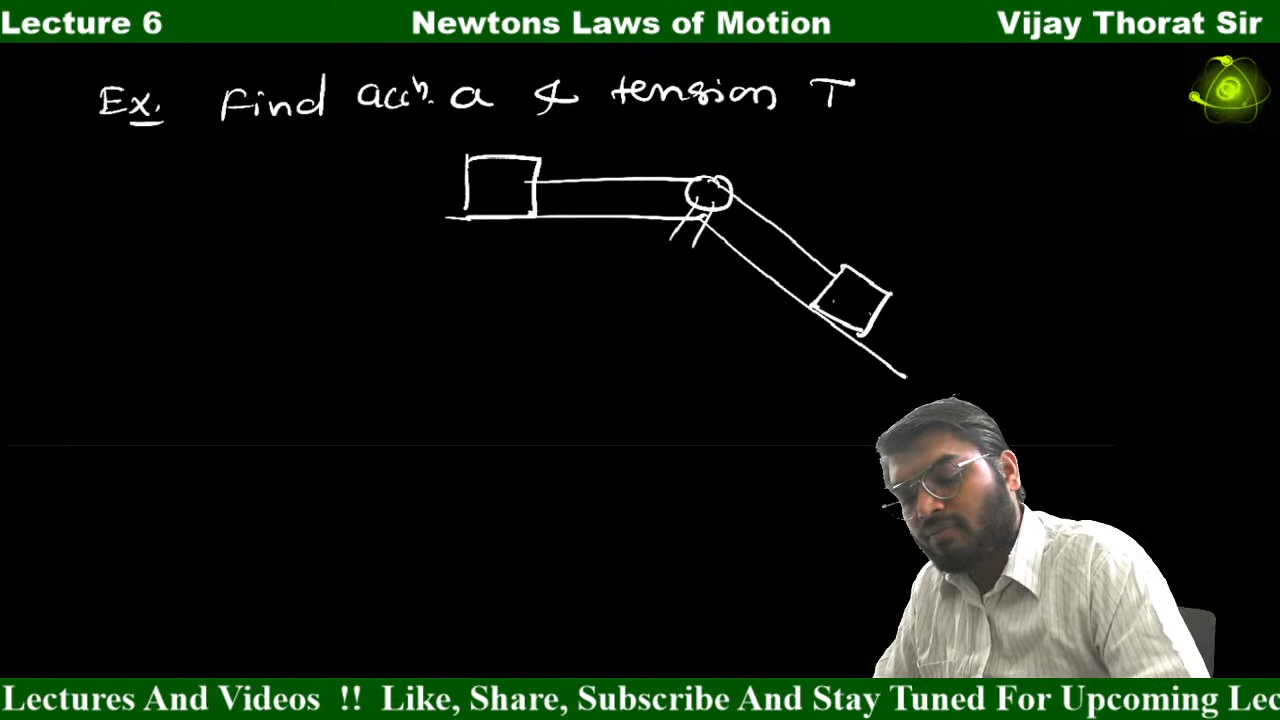 Lecture 6 Newtons Laws of Motion Vijay Thorat Sir
Ex. Find accⁿ. a & tension T
Lectures And Videos !! Like, Share, Subscribe And Stay Tuned For Upcoming Lec